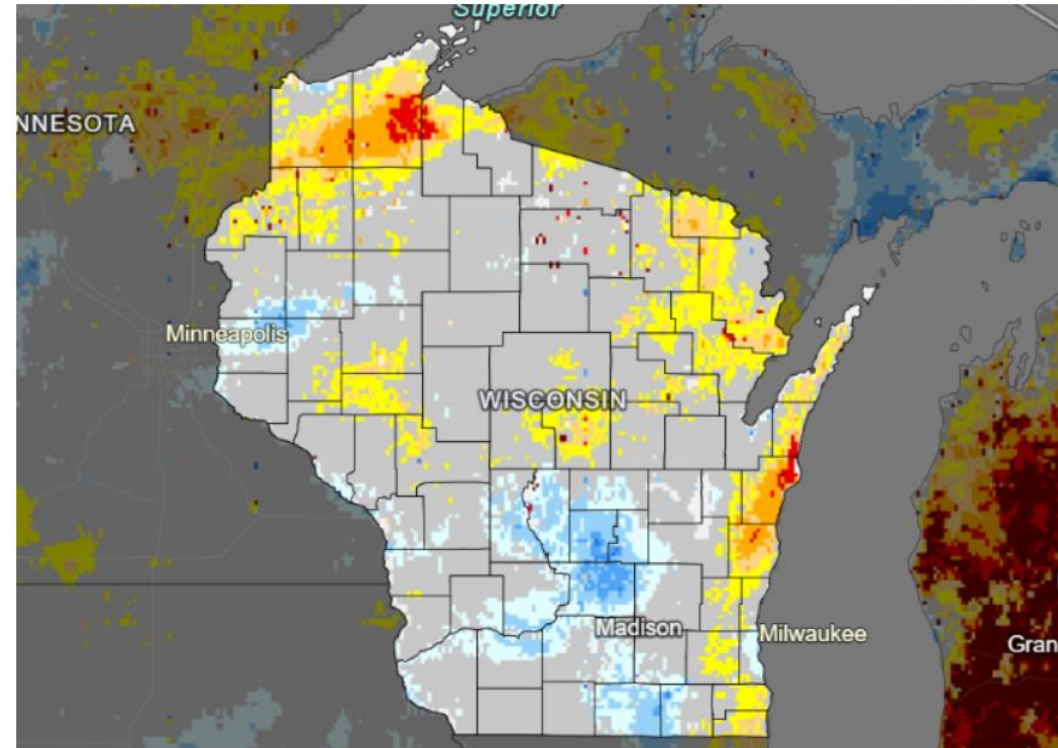 Superior
NNESOTA
Minneapolis
WISCONSIN
Madison
Milwaukee
Gran